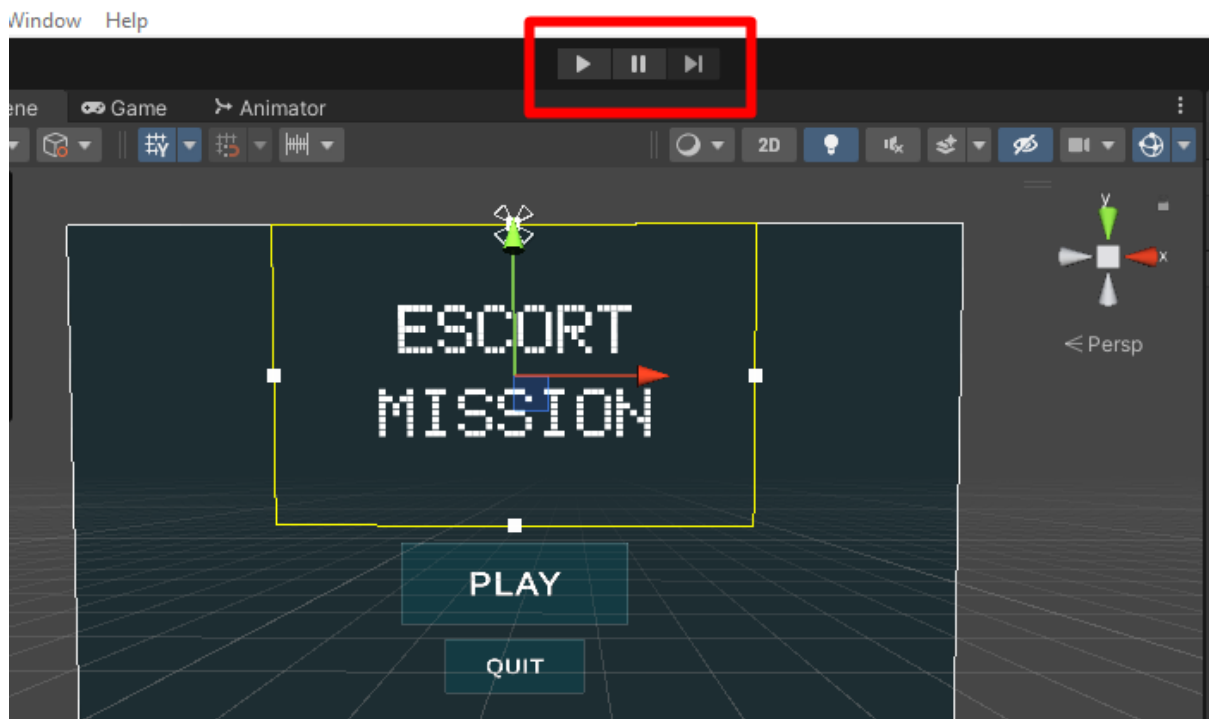 Window Help
ene Game Animator
2D
y
x
Persp
ESCORT
MISSION
PLAY
QUIT